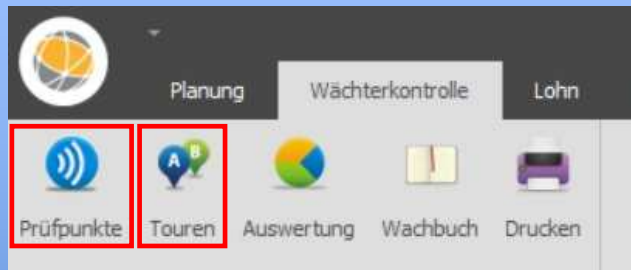 Planung Wächterkontrolle Lohn
A B
Prüfpunkte Touren Auswertung Wachbuch Drucken